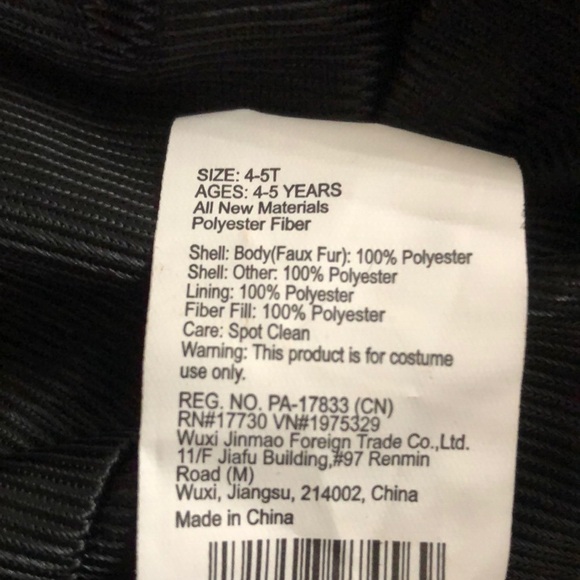 SIZE: 4-5T
AGES: 4-5 YEARS
All New Materials
Polyester Fiber
Shell: Body(Faux Fur): 100% Polyester
Shell: Other: 100% Polyester
Lining: 100% Polyester
Fiber Fill: 100% Polyester
Care: Spot Clean
Warning: This product is for costume
use only.
REG. NO. PA-17833 (CN)
RN#17730 VN#1975329
Wuxi Jinmao Foreign Trade Co.,Ltd.
11/F Jiafu Building,#97 Renmin
Road (M)
Wuxi, Jiangsu, 214002, China
Made in China